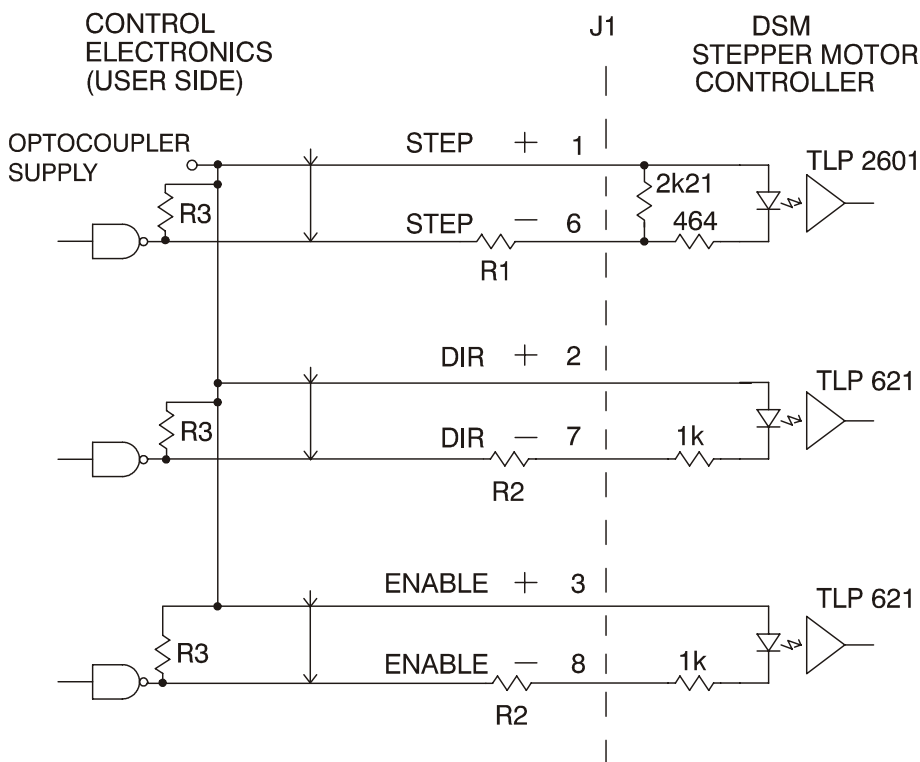 CONTROL
ELECTRONICS
(USER SIDE)
J1
DSM
STEPPER MOTOR
CONTROLLER
OPTOCOUPLER
SUPPLY
STEP + 1
TLP 2601
R3
2k21
STEP – 6
464
R1
DIR + 2
TLP 621
R3
DIR – 7
1k
R2
ENABLE + 3
TLP 621
R3
ENABLE – 8
1k
R2